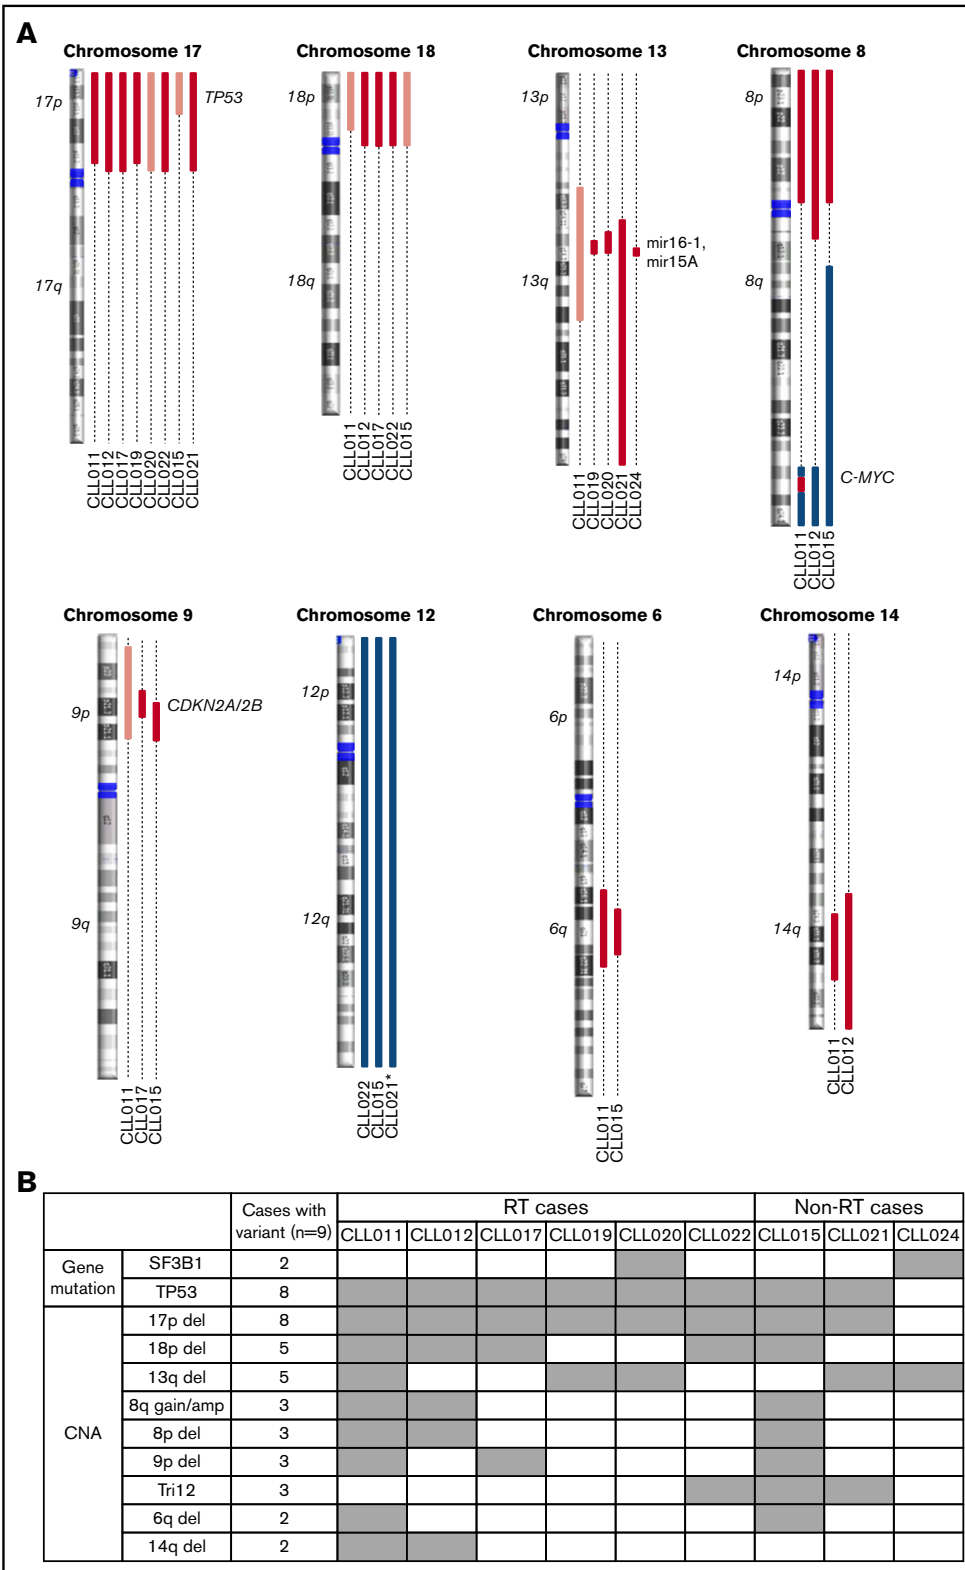 A
Chromosome 17
Chromosome 18
Chromosome 13
Chromosome 8
17p
TP53
18p
13p
8p
17q
18q
13q
mir16-1,
mir15A
8q
C-MYC
CLL011
CLL012
CLL017
CLL019
CLL020
CLL022
CLL015
CLL021
CLL011
CLL012
CLL017
CLL022
CLL015
CLL011
CLL019
CLL020
CLL021
CLL024
CLL011
CLL012
CLL015
Chromosome 9
Chromosome 12
Chromosome 6
Chromosome 14
9p
CDKN2A/2B
12p
6p
14p
9q
12q
6q
14q
CLL011
CLL017
CLL015
CLL022
CLL015
CLL021*
CLL011
CLL015
CLL011
CLL012
B
Cases with variant (n=9) RT cases Non-RT cases
CLL011 CLL012 CLL017 CLL019 CLL020 CLL022 CLL015 CLL021 CLL024
Gene mutation
SF3B1 2
TP53 8
CNA
17p del 8
18p del 5
13q del 5
8q gain/amp 3
8p del 3
9p del 3
Tri12 3
6q del 2
14q del 2